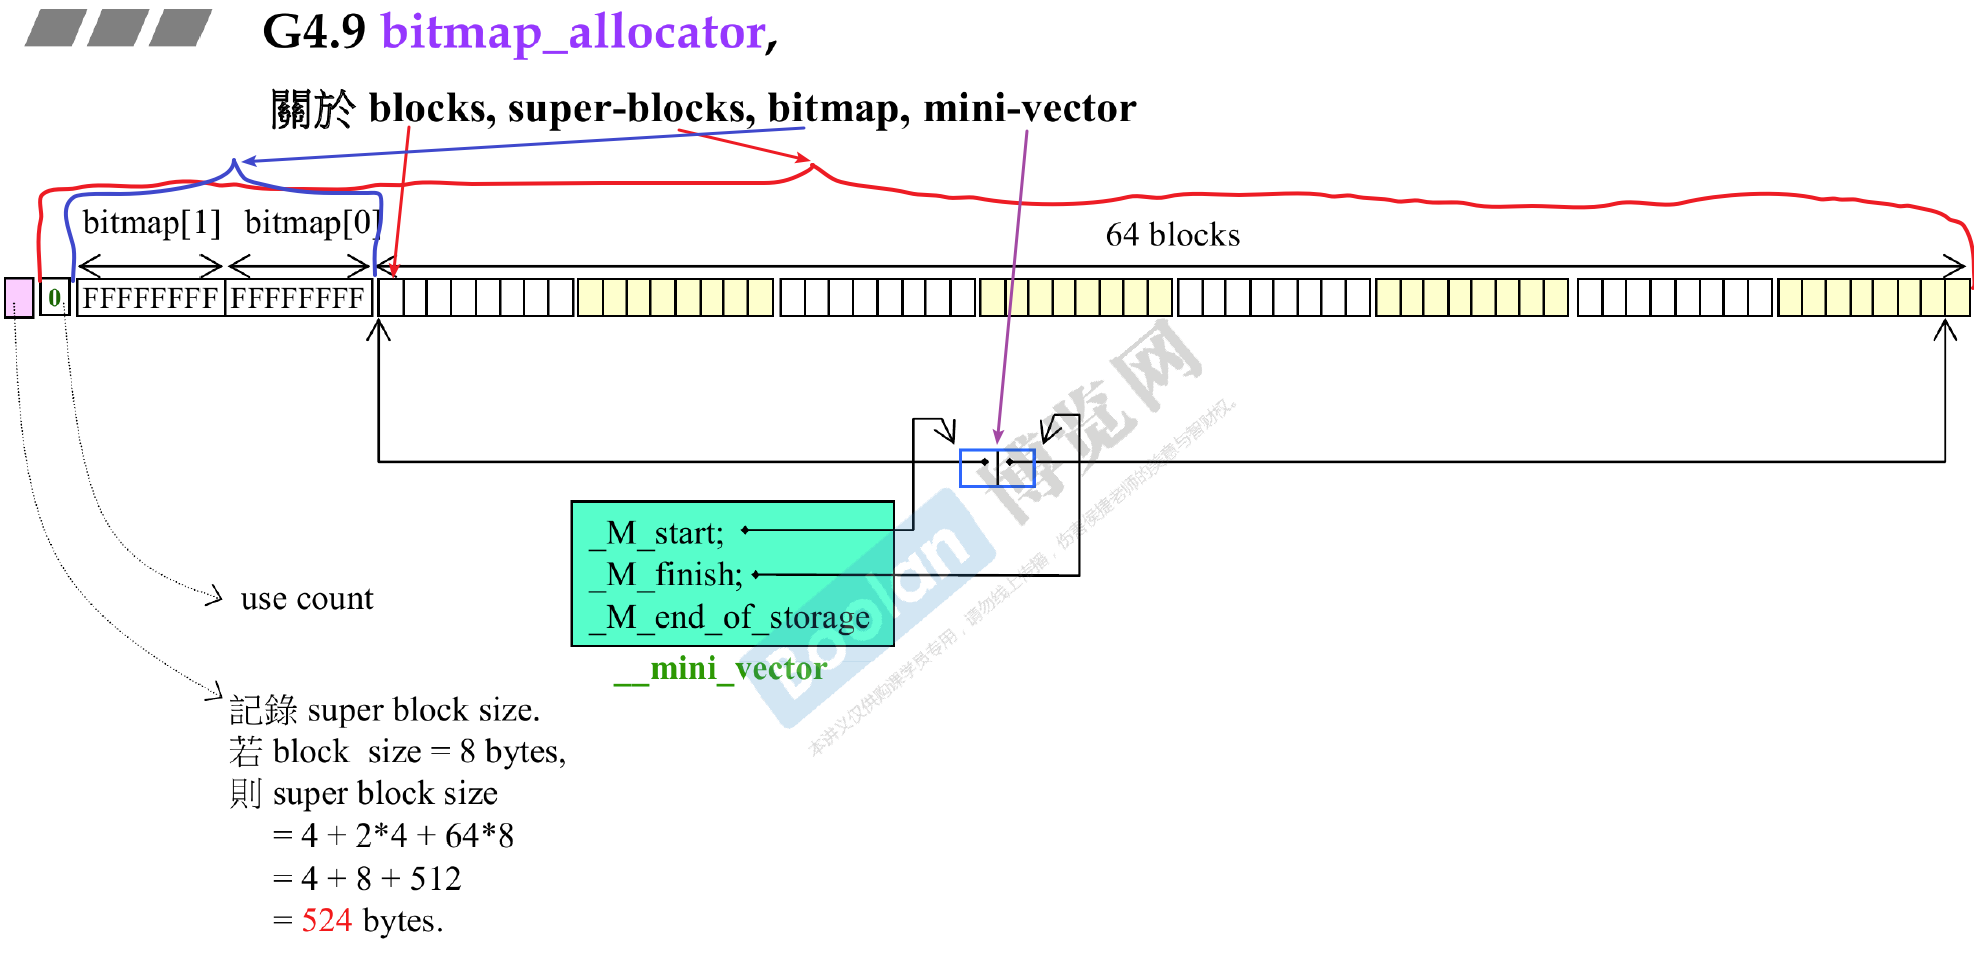 G4.9 bitmap_allocator,
關於 blocks, super-blocks, bitmap, mini-vector
bitmap[1] bitmap[0]
64 blocks
0 FFFFFFFF FFFFFFFF
_M_start;
_M_finish;
_M_end_of_storage
__mini_vector
use count
記錄 super block size.
若 block size = 8 bytes,
則 super block size
= 4 + 2*4 + 64*8
= 4 + 8 + 512
= 524 bytes.
Boolan 博览网
本讲义仅供购课学员专用，请勿线上传播，伤害侯捷老师的美意与智财权。